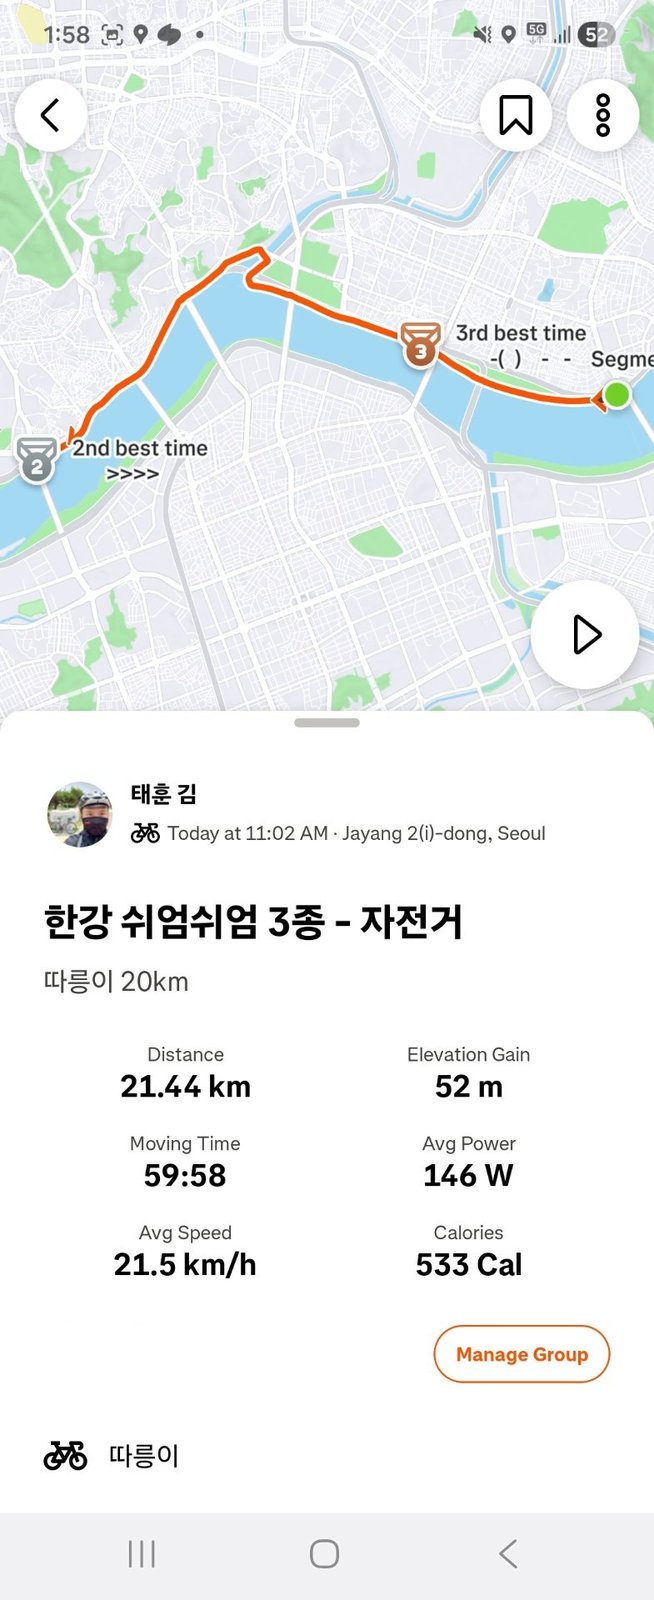 1:58
5G
52
3rd best time
-( )  -  -  Segme
3
2nd best time
>>>>
2
태훈 김
Today at 11:02 AM · Jayang 2(i)-dong, Seoul
한강 쉬엄쉬엄 3종 - 자전거
따릉이 20km
Distance
Elevation Gain
21.44 km
52 m
Moving Time
Avg Power
59:58
146 W
Avg Speed
Calories
21.5 km/h
533 Cal
Manage Group
따릉이